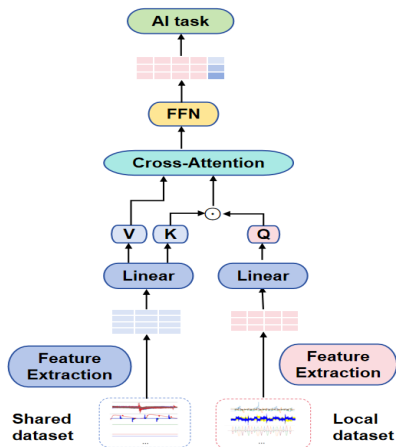 AI task
FFN
Cross-Attention
V
K
Q
Linear
Linear
Feature
Extraction
Feature
Extraction
Shared
dataset
...
...
Local
dataset